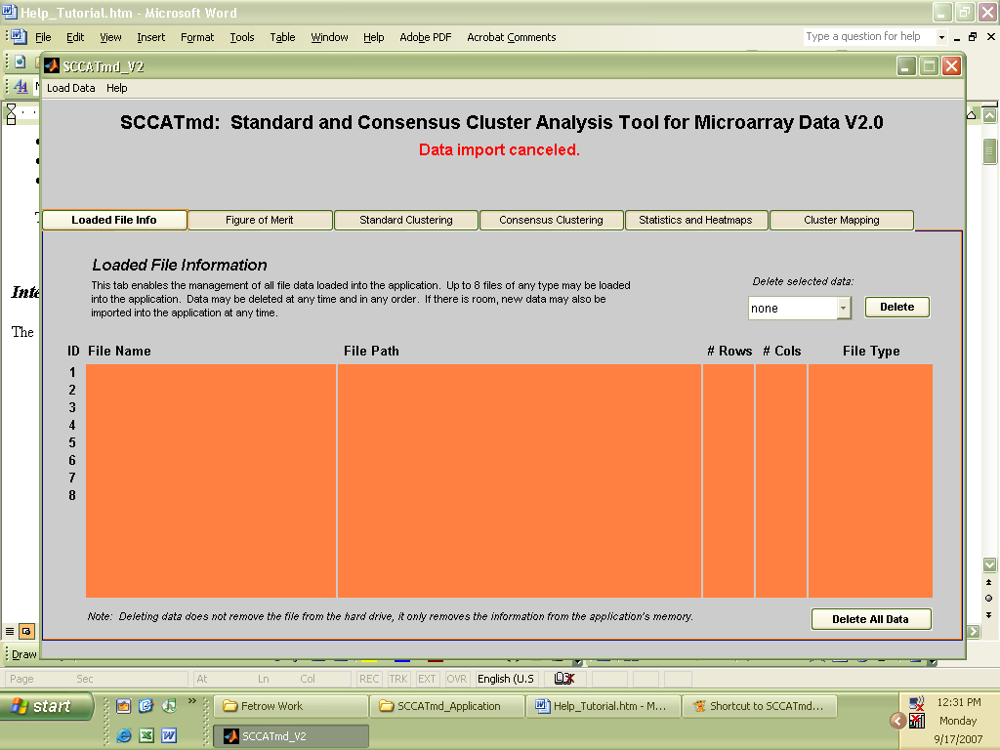 Help_Tutorial.htm - Microsoft Word
File Edit View Insert Format Tools Table Window Help Adobe PDF Acrobat Comments
Type a question for help
SCCATmd_V2
Load Data Help
SCCATmd: Standard and Consensus Cluster Analysis Tool for Microarray Data V2.0
Data import canceled.
Loaded File Info Figure of Merit Standard Clustering Consensus Clustering Statistics and Heatmaps Cluster Mapping
Loaded File Information
This tab enables the management of all file data loaded into the application. Up to 8 files of any type may be loaded
into the application. Data may be deleted at any time and in any order. If there is room, new data may also be
imported into the application at any time.
Delete selected data:
none Delete
The
ID File Name File Path # Rows # Cols File Type
1
2
3
4
5
6
7
8
Note: Deleting data does not remove the file from the hard drive, it only removes the information from the application's memory.
Delete All Data
Draw
Page Sec At Ln Col REC TRK EXT OVR English (U.S
start
Fetrow Work SCCATmd_Application Help_Tutorial.htm - M... Shortcut to SCCATmd...
SCCATmd_V2
12:31 PM
Monday
9/17/2007